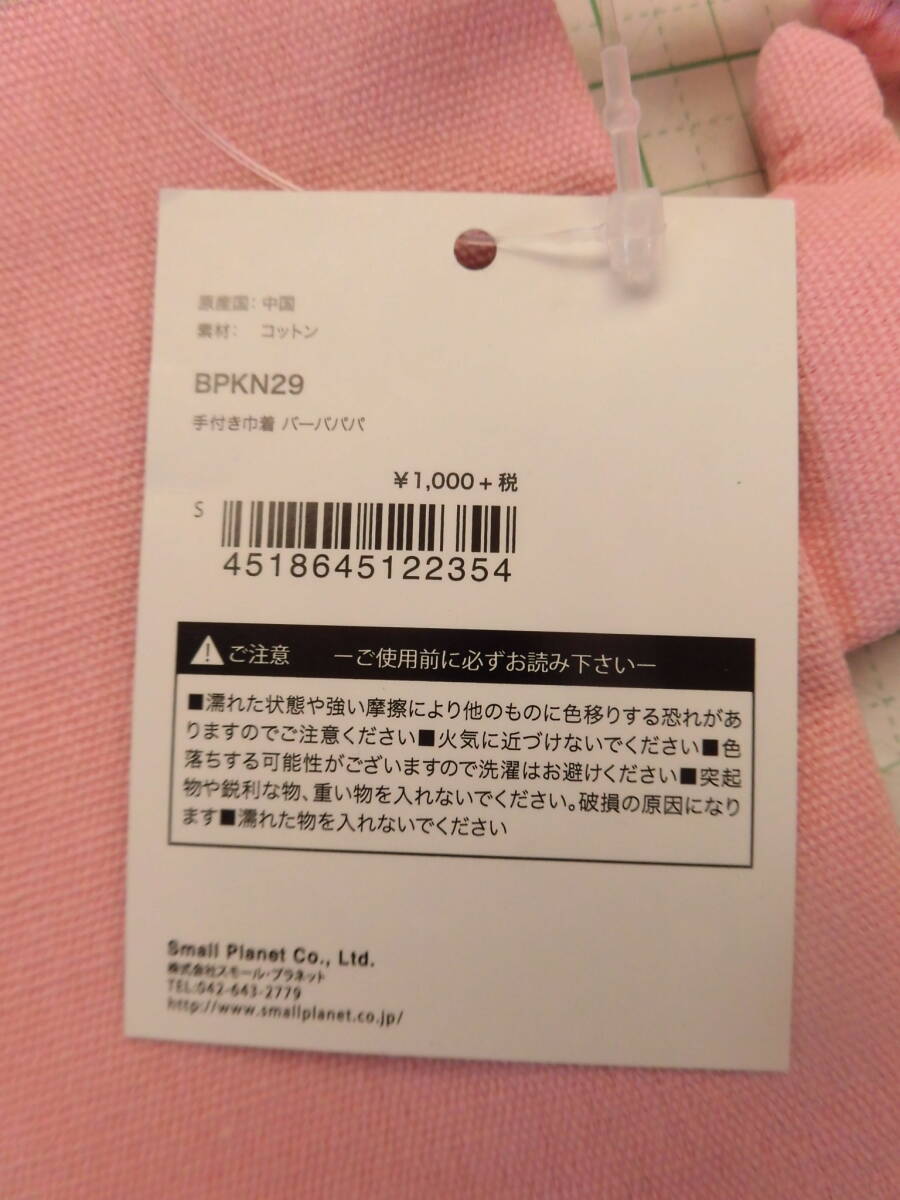 原産国: 中国
素材: コットン
BPKN29
手付き巾着 バーバパパ
¥1,000+税
S
4518645122354
ご注意 ーご使用前に必ずお読み下さいー
■濡れた状態や強い摩擦により他のものに色移りする恐れがあ
りますのでご注意ください■火気に近づけないでください■色
落ちする可能性がございますので洗濯はお避けください■突起
物や鋭利な物、重い物を入れないでください。破損の原因になり
ます■濡れた物を入れないでください
Small Planet Co., Ltd.
株式会社スモール・プラネット
TEL:042-643-2779
http://www.smallplanet.co.jp/